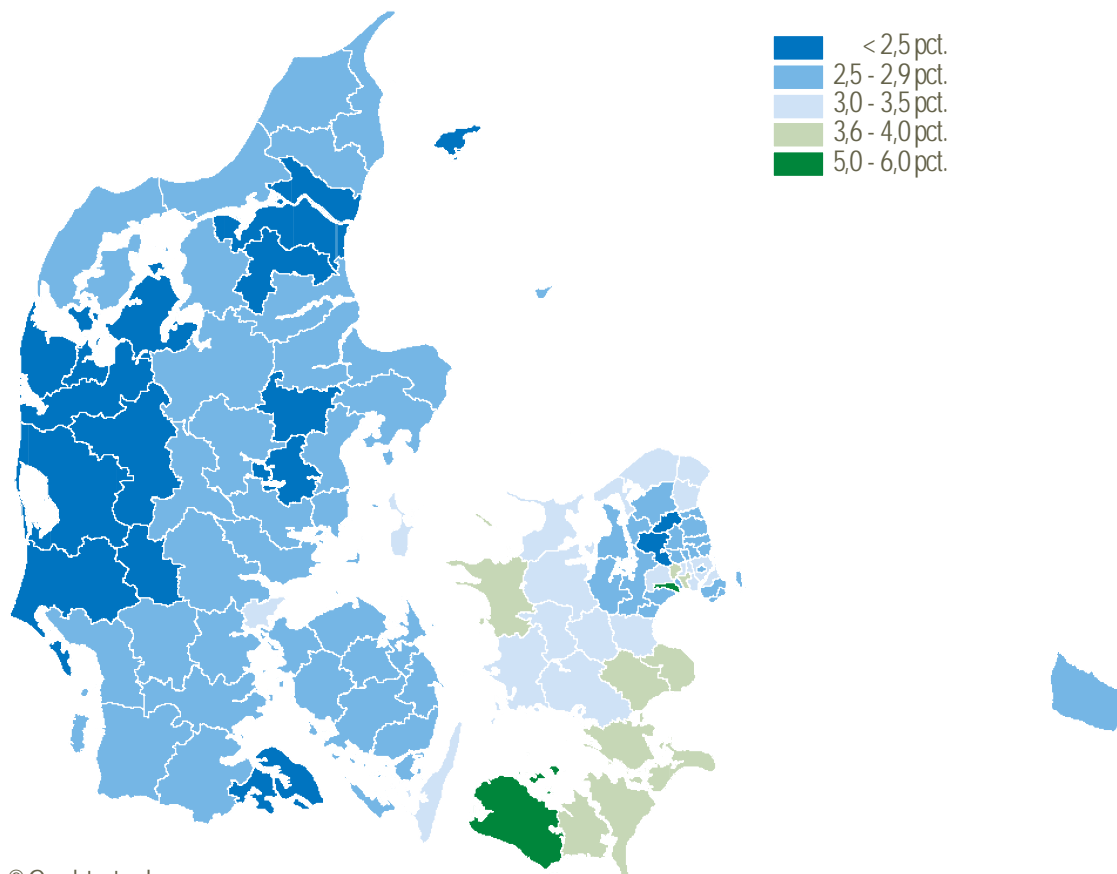 < 2,5 pct.
2,5 - 2,9 pct.
3,0 - 3,5 pct.
3,6 - 4,0 pct.
5,0 - 6,0 pct.
©